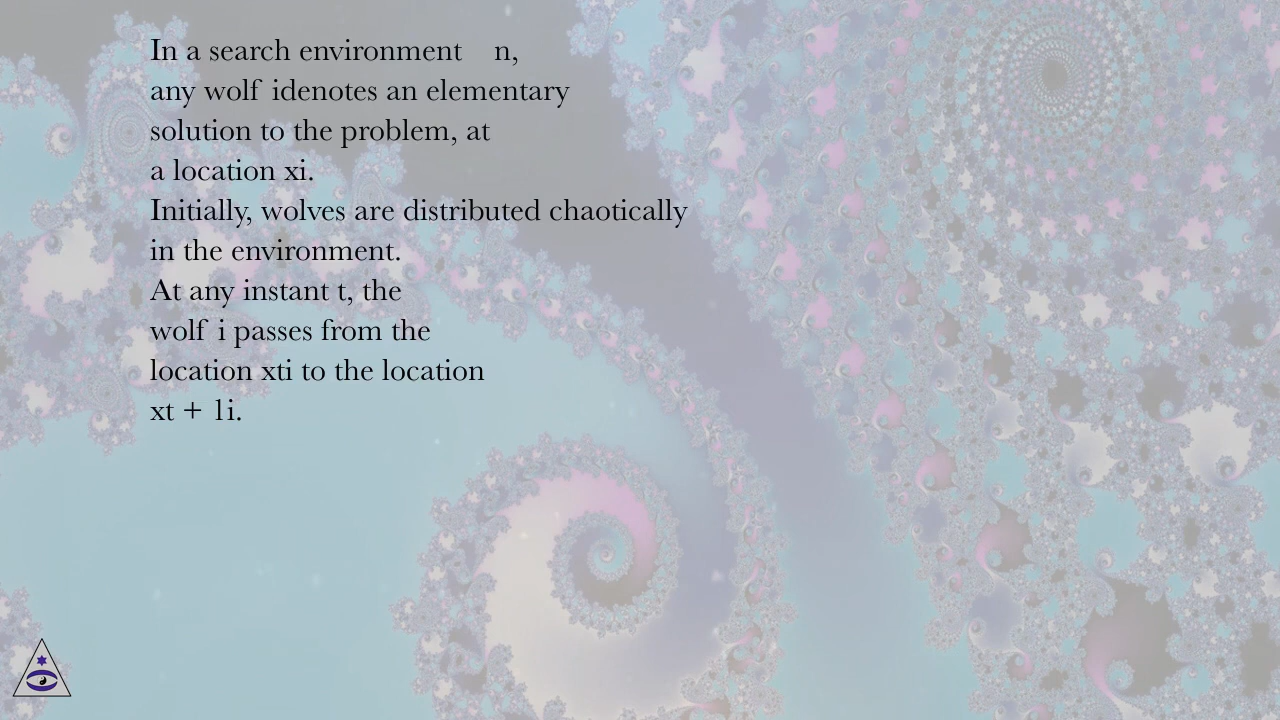 In a search environment n,
any wolf idenotes an elementary
solution to the problem, at
a location xi.
Initially, wolves are distributed chaotically
in the environment.
At any instant t, the
wolf i passes from the
location xti to the location
xt + 1i.